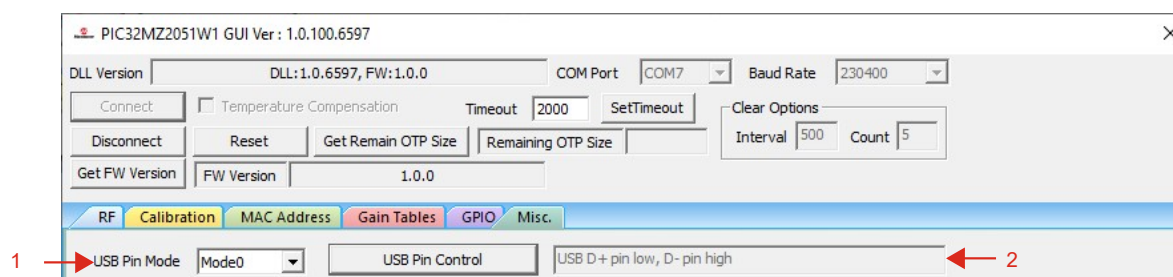 PIC32MZ2051W1 GUI Ver : 1.0.100.6597
DLL Version DLL:1.0.6597, FW:1.0.0 COM Port COM7 Baud Rate 230400
Connect Temperature Compensation Timeout 2000 SetTimeout Clear Options
Disconnect Reset Get Remain OTP Size Remaining OTP Size Interval 500 Count 5
Get FW Version FW Version 1.0.0
RF Calibration MAC Address Gain Tables GPIO Misc.
1 USB Pin Mode Mode0 USB Pin Control USB D+ pin low, D- pin high 2